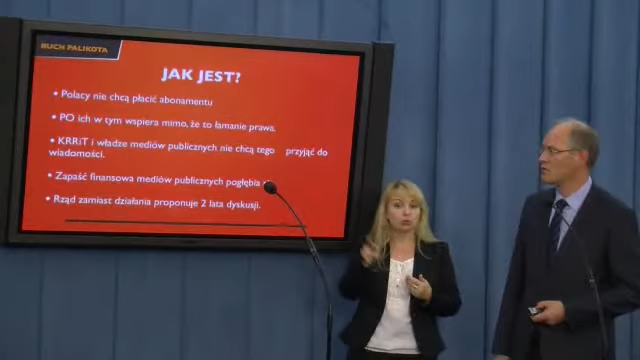 RUCH PALIKOTA
JAK JEST?
• Polacy nie chcą płacić abonamentu
• PO ich w tym wspiera mimo, że to łamanie prawa.
• KRRiT i władze mediów publicznych nie chcą tego przyjąć do
wiadomości.
• Zapaść finansowa mediów publicznych pogłębia
• Rząd zamiast działania proponuje 2 lata dyskusji.